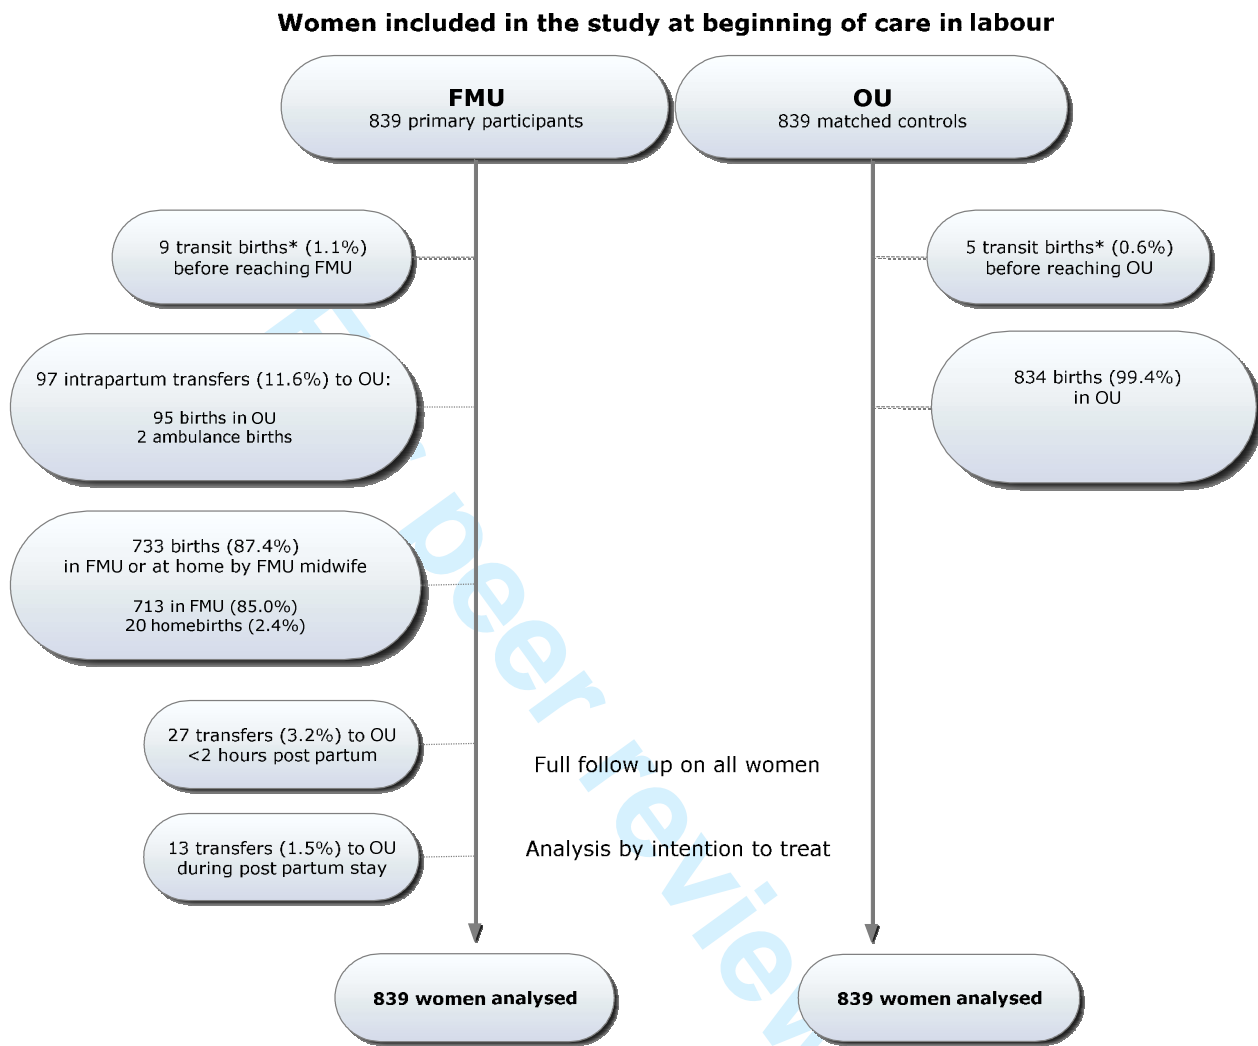 Women included in the study at beginning of care in labour
FMU
839 primary participants
OU
839 matched controls
9 transit births* (1.1%)
before reaching FMU
5 transit births* (0.6%)
before reaching OU
97 intrapartum transfers (11.6%) to OU:
95 births in OU
2 ambulance births
834 births (99.4%)
in OU
733 births (87.4%)
in FMU or at home by FMU midwife
713 in FMU (85.0%)
20 homebirths (2.4%)
27 transfers (3.2%) to OU
<2 hours post partum
Full follow up on all women
13 transfers (1.5%) to OU
during post partum stay
Analysis by intention to treat
839 women analysed
839 women analysed
peer review